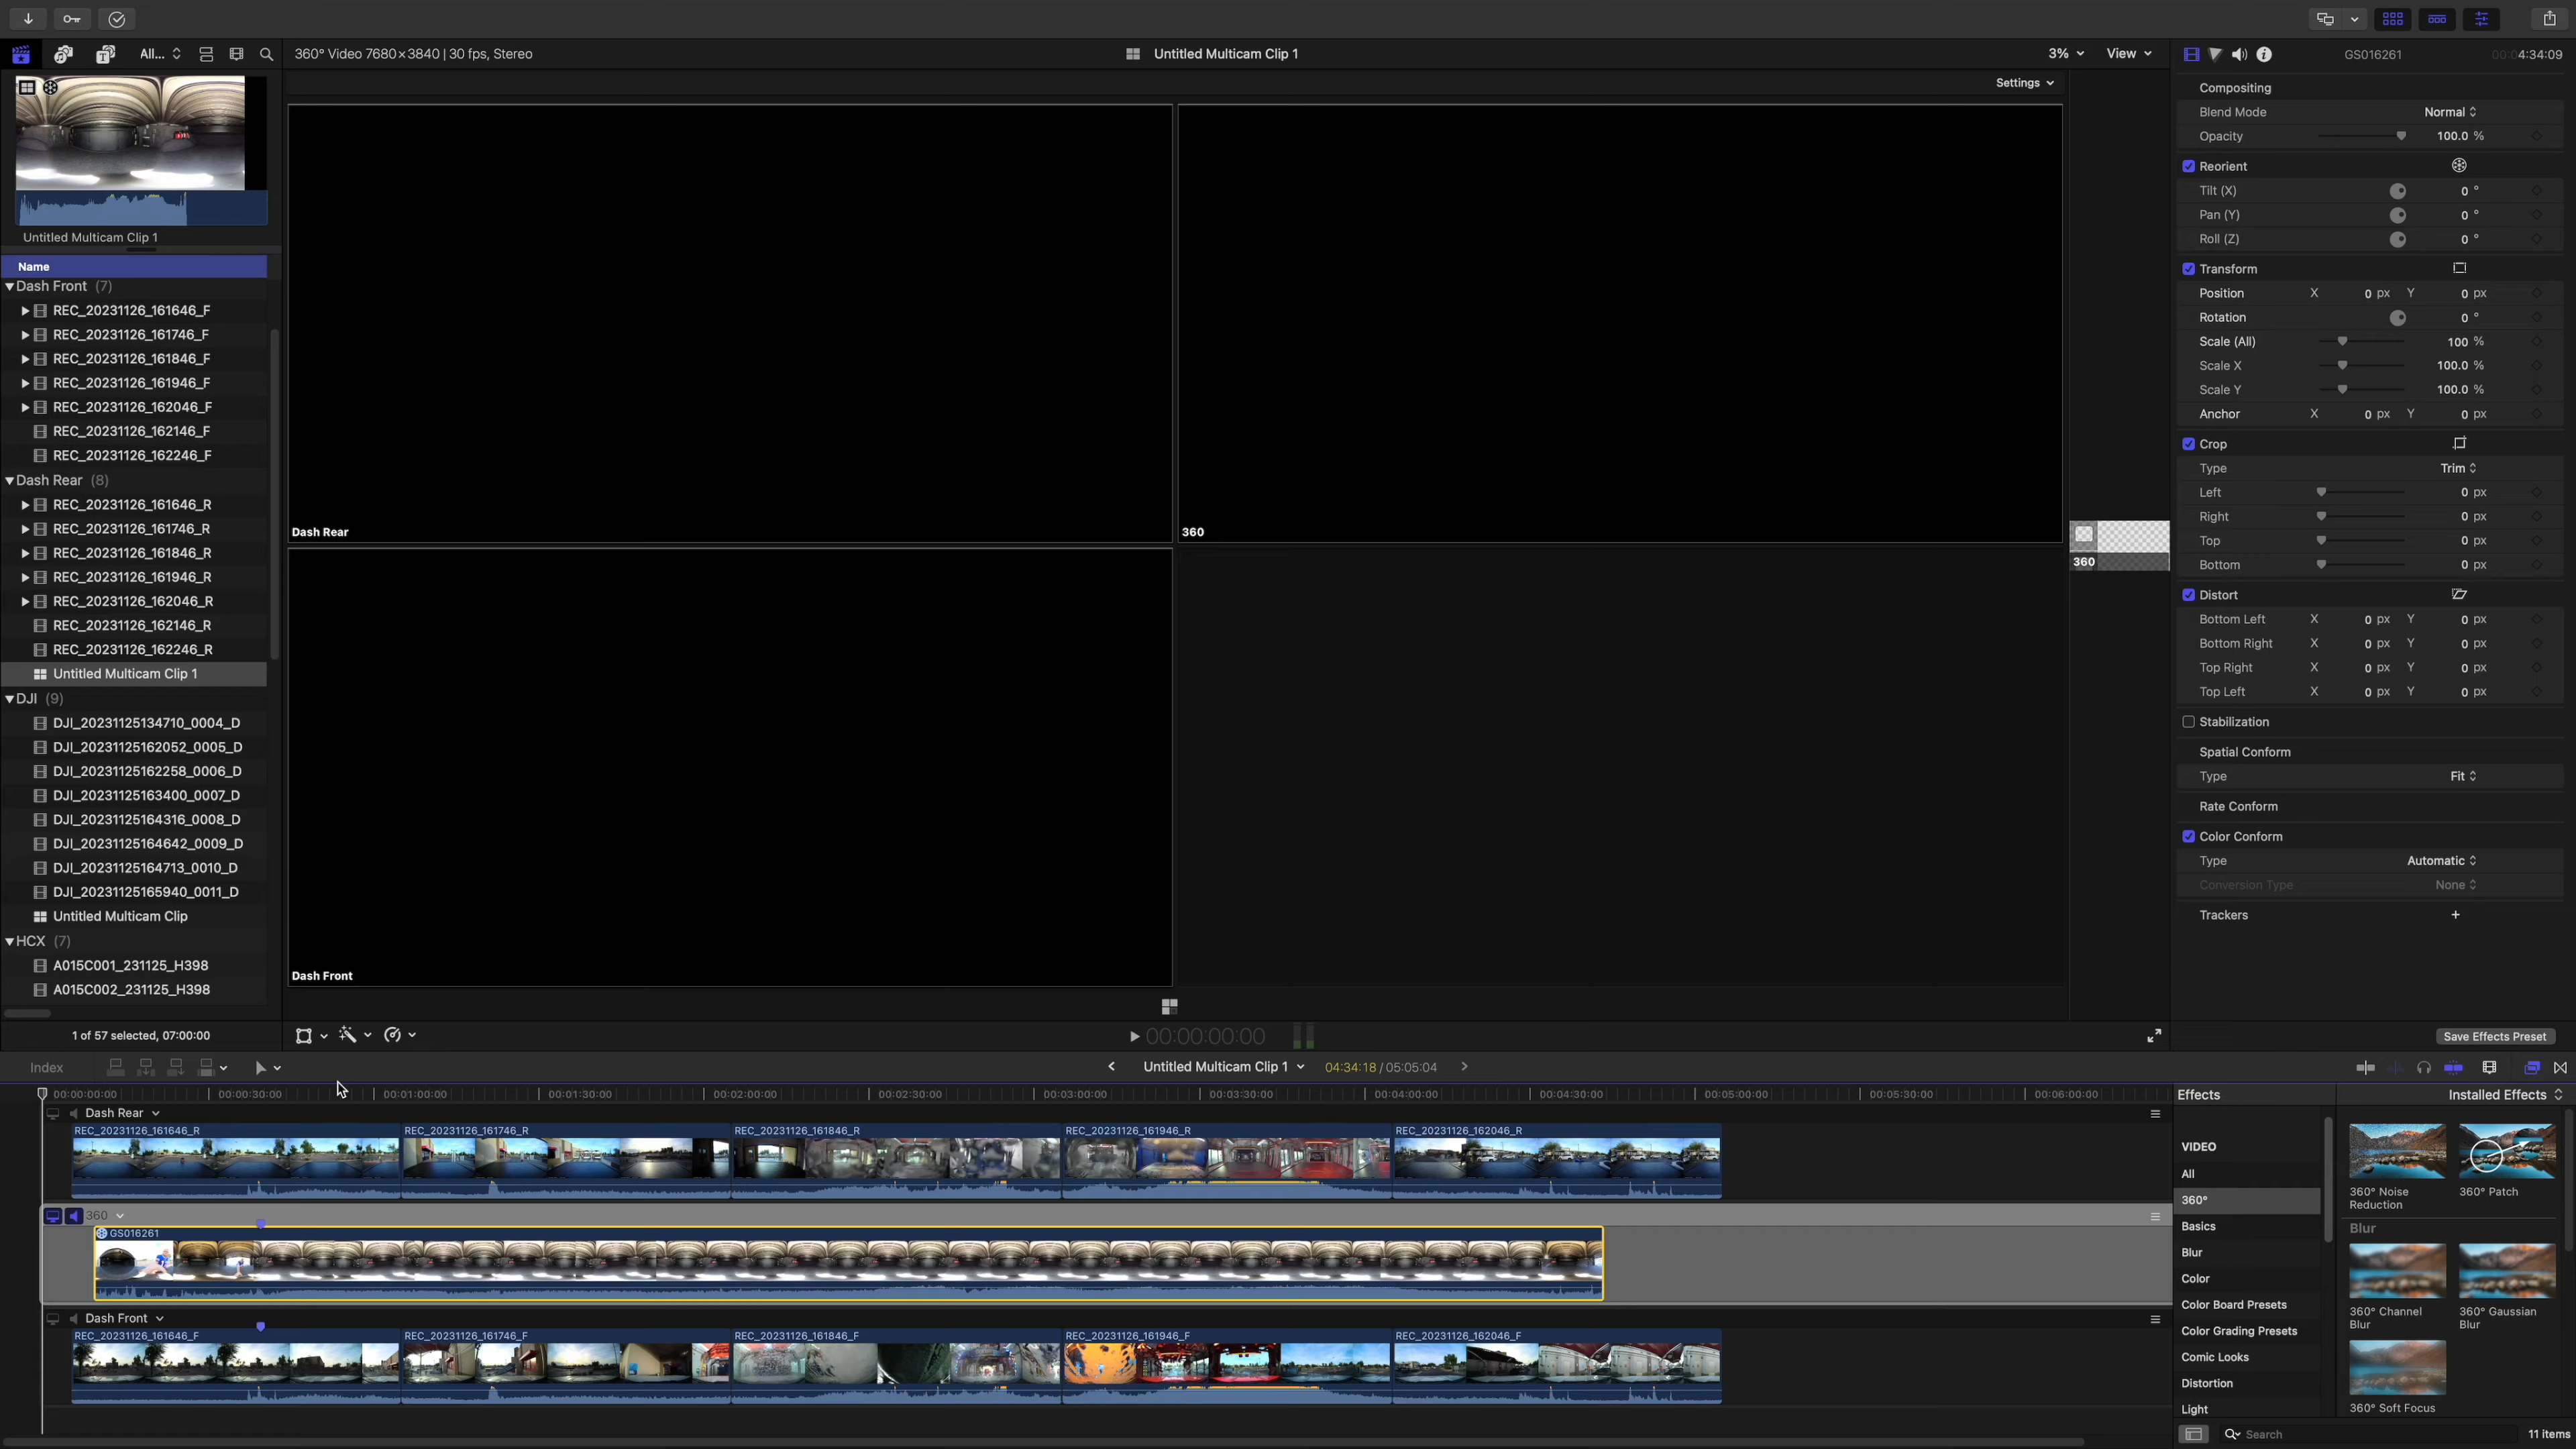 All...
360° Video 7680×3840 | 30 fps, Stereo
Untitled Multicam Clip 1
3%
View
GS016261
00:04:34:09
Settings
Untitled Multicam Clip 1
Name
Dash Front (7)
REC_20231126_161646_F
REC_20231126_161746_F
REC_20231126_161846_F
REC_20231126_161946_F
REC_20231126_162046_F
REC_20231126_162146_F
REC_20231126_162246_F
Dash Rear (8)
REC_20231126_161646_R
REC_20231126_161746_R
REC_20231126_161846_R
REC_20231126_161946_R
REC_20231126_162046_R
REC_20231126_162146_R
REC_20231126_162246_R
Untitled Multicam Clip 1
DJI (9)
DJI_20231125134710_0004_D
DJI_20231125162052_0005_D
DJI_20231125162258_0006_D
DJI_20231125163400_0007_D
DJI_20231125164316_0008_D
DJI_20231125164642_0009_D
DJI_20231125164713_0010_D
DJI_20231125165940_0011_D
Untitled Multicam Clip
HCX (7)
A015C001_231125_H398
A015C002_231125_H398
1 of 57 selected, 07:00:00
Dash Rear
360
Dash Front
360
00:00:00:00
Compositing
Blend Mode Normal
Opacity 100.0 %
Reorient
Tilt (X) 0 °
Pan (Y) 0 °
Roll (Z) 0 °
Transform
Position X 0 px Y 0 px
Rotation 0 °
Scale (All) 100 %
Scale X 100.0 %
Scale Y 100.0 %
Anchor X 0 px Y 0 px
Crop
Type Trim
Left 0 px
Right 0 px
Top 0 px
Bottom 0 px
Distort
Bottom Left X 0 px Y 0 px
Bottom Right X 0 px Y 0 px
Top Right X 0 px Y 0 px
Top Left X 0 px Y 0 px
Stabilization
Spatial Conform
Type Fit
Rate Conform
Color Conform
Type Automatic
Conversion Type None
Trackers +
Save Effects Preset
Index
Untitled Multicam Clip 1
04:34:18 / 05:05:04
00:00:00:00 00:00:30:00 00:01:00:00 00:01:30:00 00:02:00:00 00:02:30:00 00:03:00:00 00:03:30:00 00:04:00:00 00:04:30:00 00:05:00:00 00:05:30:00 00:06:00:00
Dash Rear
REC_20231126_161646_R REC_20231126_161746_R REC_20231126_161846_R REC_20231126_161946_R REC_20231126_162046_R
360
GS016261
Dash Front
REC_20231126_161646_F REC_20231126_161746_F REC_20231126_161846_F REC_20231126_161946_F REC_20231126_162046_F
Effects
Installed Effects
VIDEO
All
360°
Basics
Blur
Color
Color Board Presets
Color Grading Presets
Comic Looks
Distortion
Light
360° Noise
Reduction
360° Patch
Blur
360° Channel
Blur
360° Gaussian
Blur
360° Soft Focus
Search
11 items